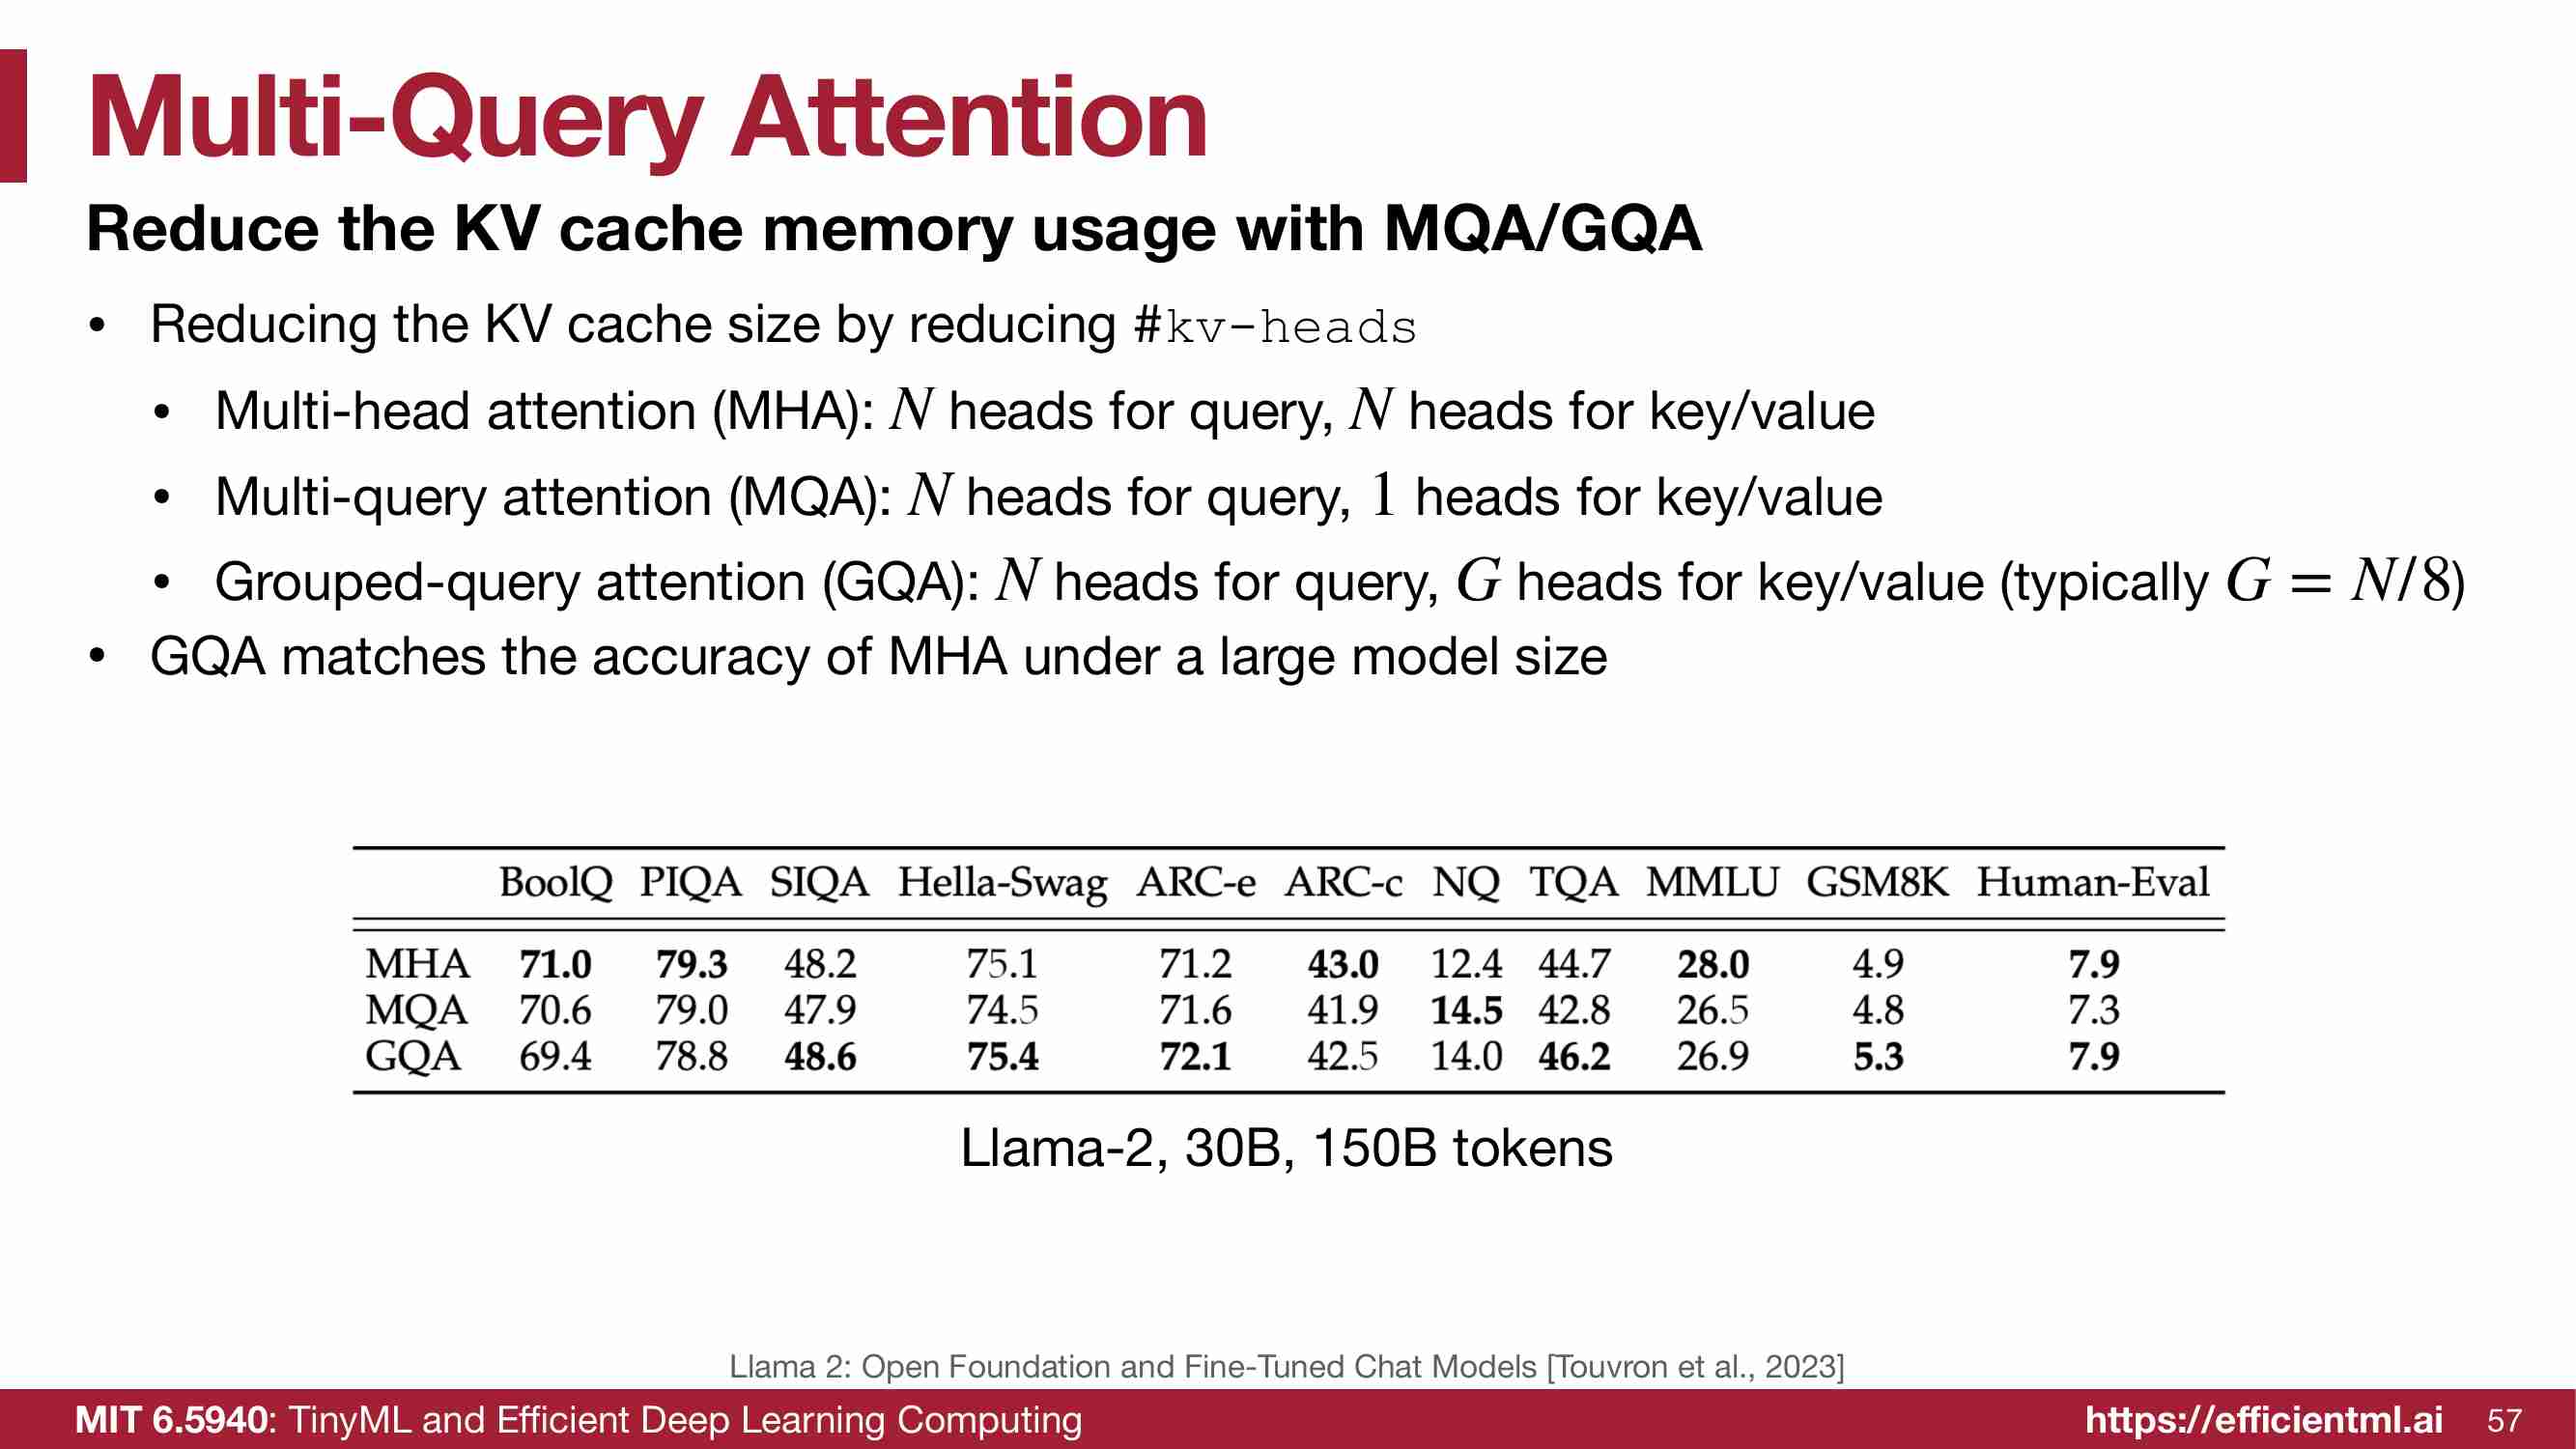 Multi-Query Attention
Reduce the KV cache memory usage with MQA/GQA
• Reducing the KV cache size by reducing #kv-heads
• Multi-head attention (MHA): N heads for query, N heads for key/value
• Multi-query attention (MQA): N heads for query, 1 heads for key/value
• Grouped-query attention (GQA): N heads for query, G heads for key/value (typically G = N/8)
• GQA matches the accuracy of MHA under a large model size
BoolQ PIQA SIQA Hella-Swag ARC-e ARC-c NQ TQA MMLU GSM8K Human-Eval
MHA 71.0 79.3 48.2 75.1 71.2 43.0 12.4 44.7 28.0 4.9 7.9
MQA 70.6 79.0 47.9 74.5 71.6 41.9 14.5 42.8 26.5 4.8 7.3
GQA 69.4 78.8 48.6 75.4 72.1 42.5 14.0 46.2 26.9 5.3 7.9
Llama-2, 30B, 150B tokens
Llama 2: Open Foundation and Fine-Tuned Chat Models [Touvron et al., 2023]
MIT 6.5940: TinyML and Efficient Deep Learning Computing https://efficientml.ai 57